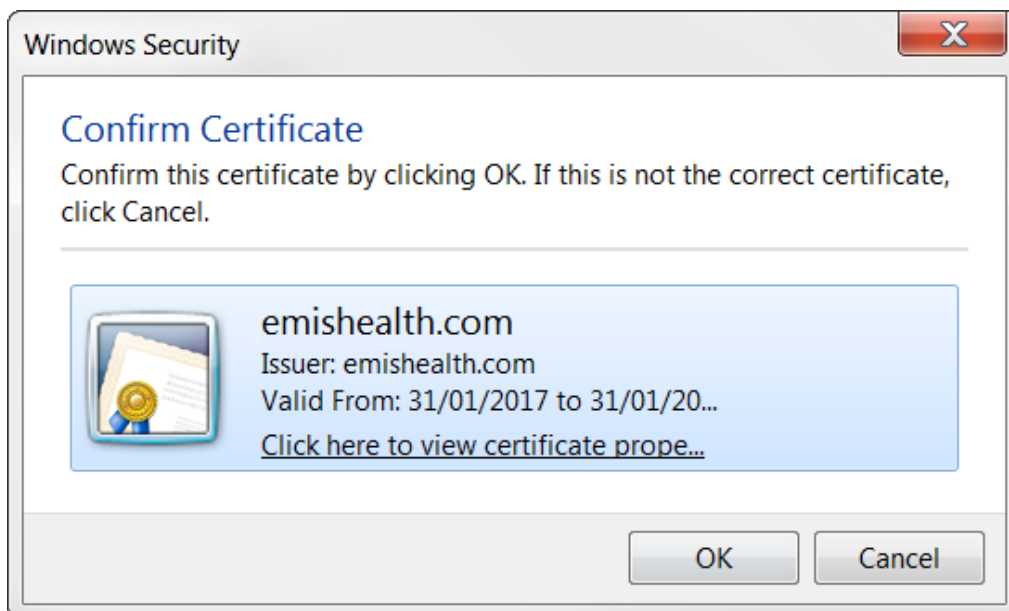 Windows Security
Confirm Certificate
Confirm this certificate by clicking OK. If this is not the correct certificate,
click Cancel.
emishealth.com
Issuer: emishealth.com
Valid From: 31/01/2017 to 31/01/20...
Click here to view certificate prope...
OK
Cancel